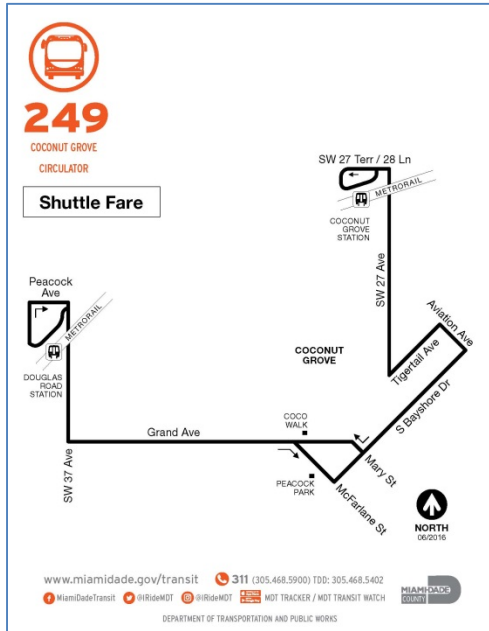 249
COCONUT GROVE
CIRCULATOR
Shuttle Fare
SW 27 Terr / 28 Ln
METRORAIL
COCONUT
GROVE
STATION
SW 27 Ave
Peacock
Ave
METRORAIL
DOUGLAS
ROAD
STATION
Aviation Ave
Tigertail Ave
COCONUT
GROVE
S Bayshore Dr
COCO
WALK
Grand Ave
SW 37 Ave
Mary St
PEACOCK
PARK
McFarlane St
NORTH
06/2016
www.miamidade.gov/transit 311 (305.468.5900) TDD: 305.468.5402
MiamiDadeTransit @IRideMDT @IRideMDT MDT TRACKER / MDT TRANSIT WATCH
MIAMI-DADE
COUNTY
DEPARTMENT OF TRANSPORTATION AND PUBLIC WORKS